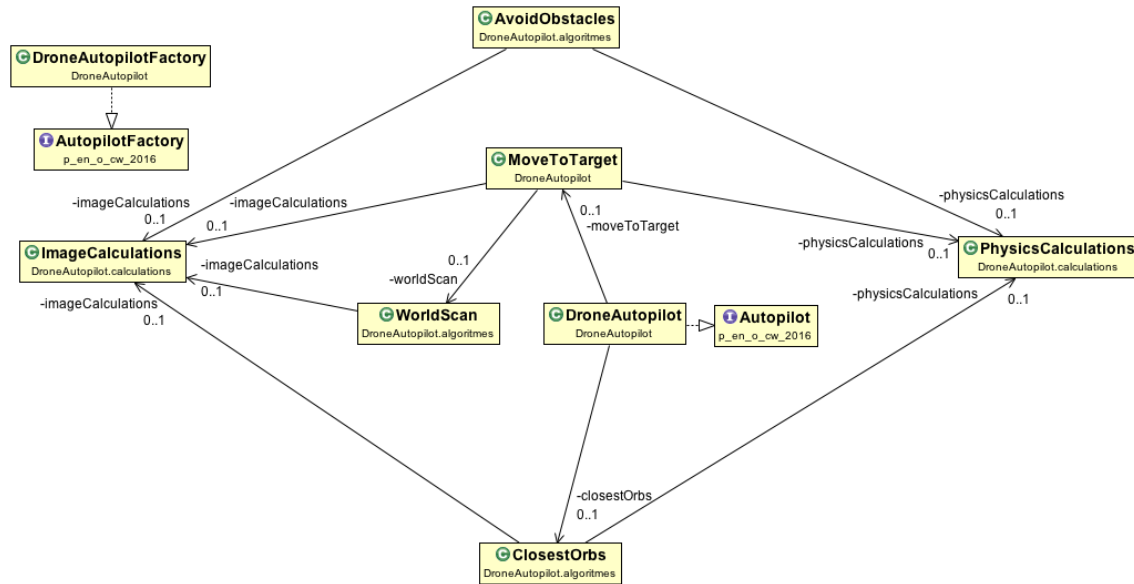 AvoidObstacles
DroneAutopilot.algoritmes
DroneAutopilotFactory
DroneAutopilot
AutopilotFactory
p_en_o_cw_2016
MoveToTarget
DroneAutopilot
-imageCalculations
0..1
-imageCalculations
0..1
0..1
-moveToTarget
-physicsCalculations
0..1
-physicsCalculations
0..1
ImageCalculations
DroneAutopilot.calculations
PhysicsCalculations
DroneAutopilot.calculations
-imageCalculations
0..1
0..1
-worldScan
-physicsCalculations
0..1
-imageCalculations
0..1
WorldScan
DroneAutopilot.algoritmes
DroneAutopilot
DroneAutopilot
Autopilot
p_en_o_cw_2016
-closestOrbs
0..1
ClosestOrbs
DroneAutopilot.algoritmes